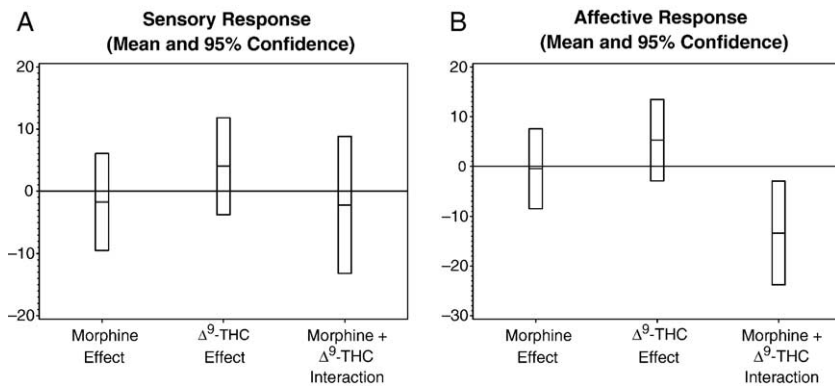 A
Sensory Response
(Mean and 95% Confidence)
20
10
0
−10
−20
Morphine
Effect
Δ⁹-THC
Effect
Morphine +
Δ⁹-THC
Interaction
B
Affective Response
(Mean and 95% Confidence)
20
10
0
−10
−20
−30
Morphine
Effect
Δ⁹-THC
Effect
Morphine +
Δ⁹-THC
Interaction